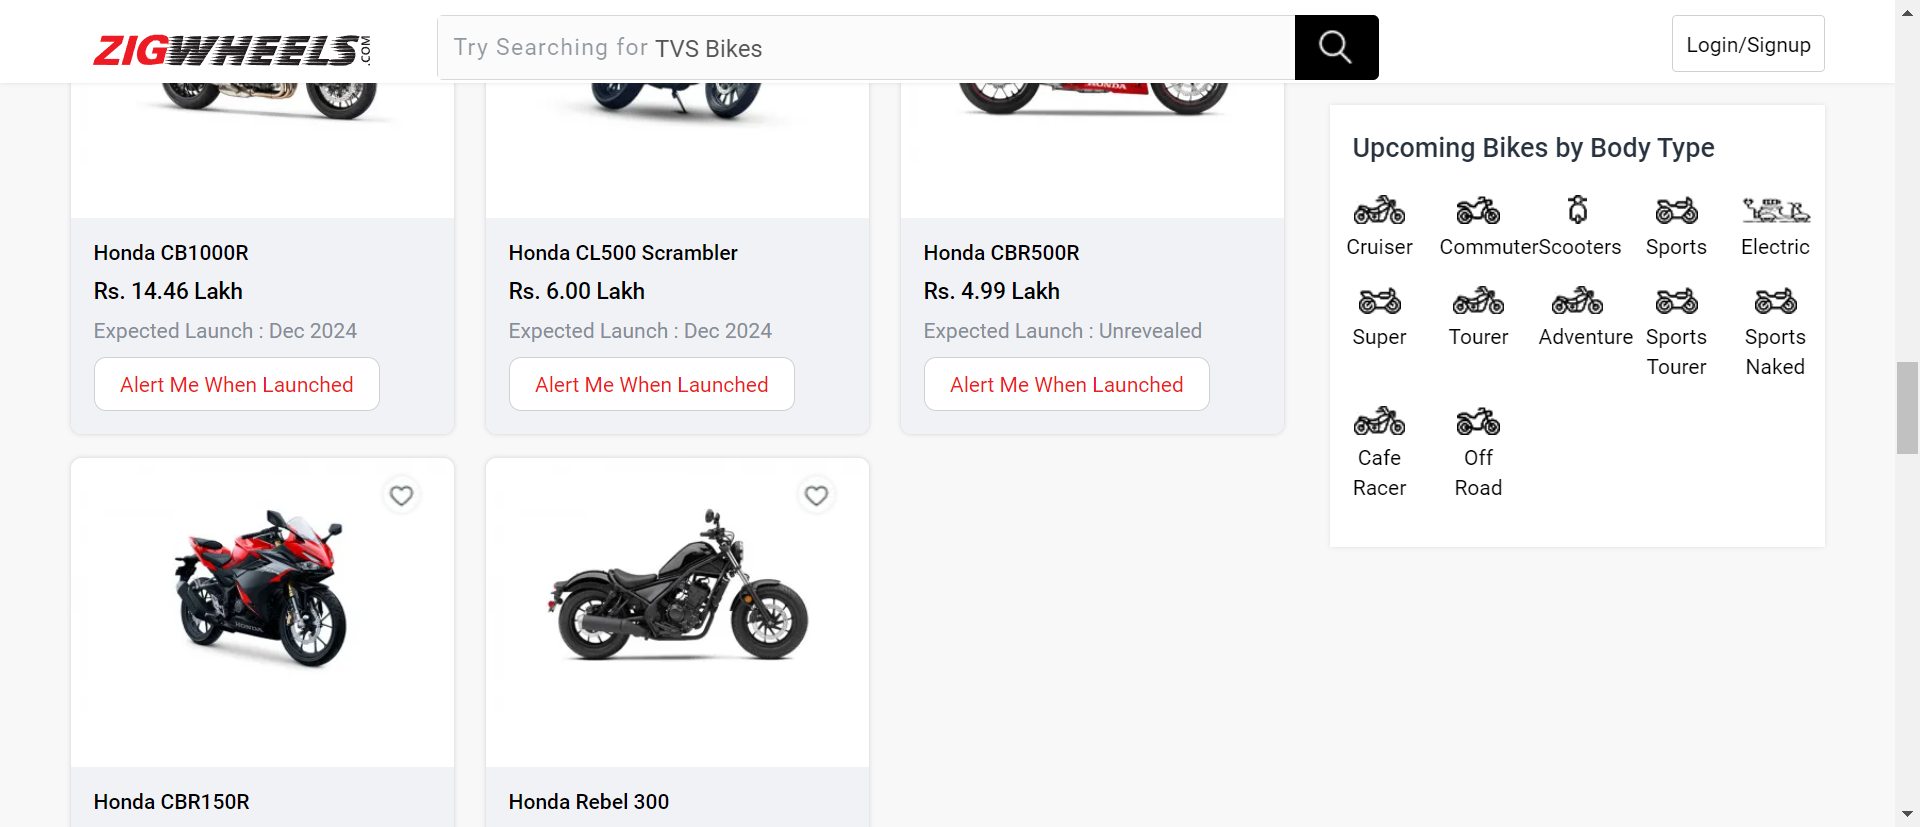 ZIGWHEELS.COM
Try Searching for TVS Bikes
Login/Signup
HONDA
Honda CB1000R
Rs. 14.46 Lakh
Expected Launch : Dec 2024
Alert Me When Launched
Honda CL500 Scrambler
Rs. 6.00 Lakh
Expected Launch : Dec 2024
Alert Me When Launched
Honda CBR500R
Rs. 4.99 Lakh
Expected Launch : Unrevealed
Alert Me When Launched
HONDA
Honda CBR150R
Honda Rebel 300
Upcoming Bikes by Body Type
Cruiser
Commuter
Scooters
Sports
Electric
Super
Tourer
Adventure
Sports
Tourer
Sports
Naked
Cafe
Racer
Off
Road